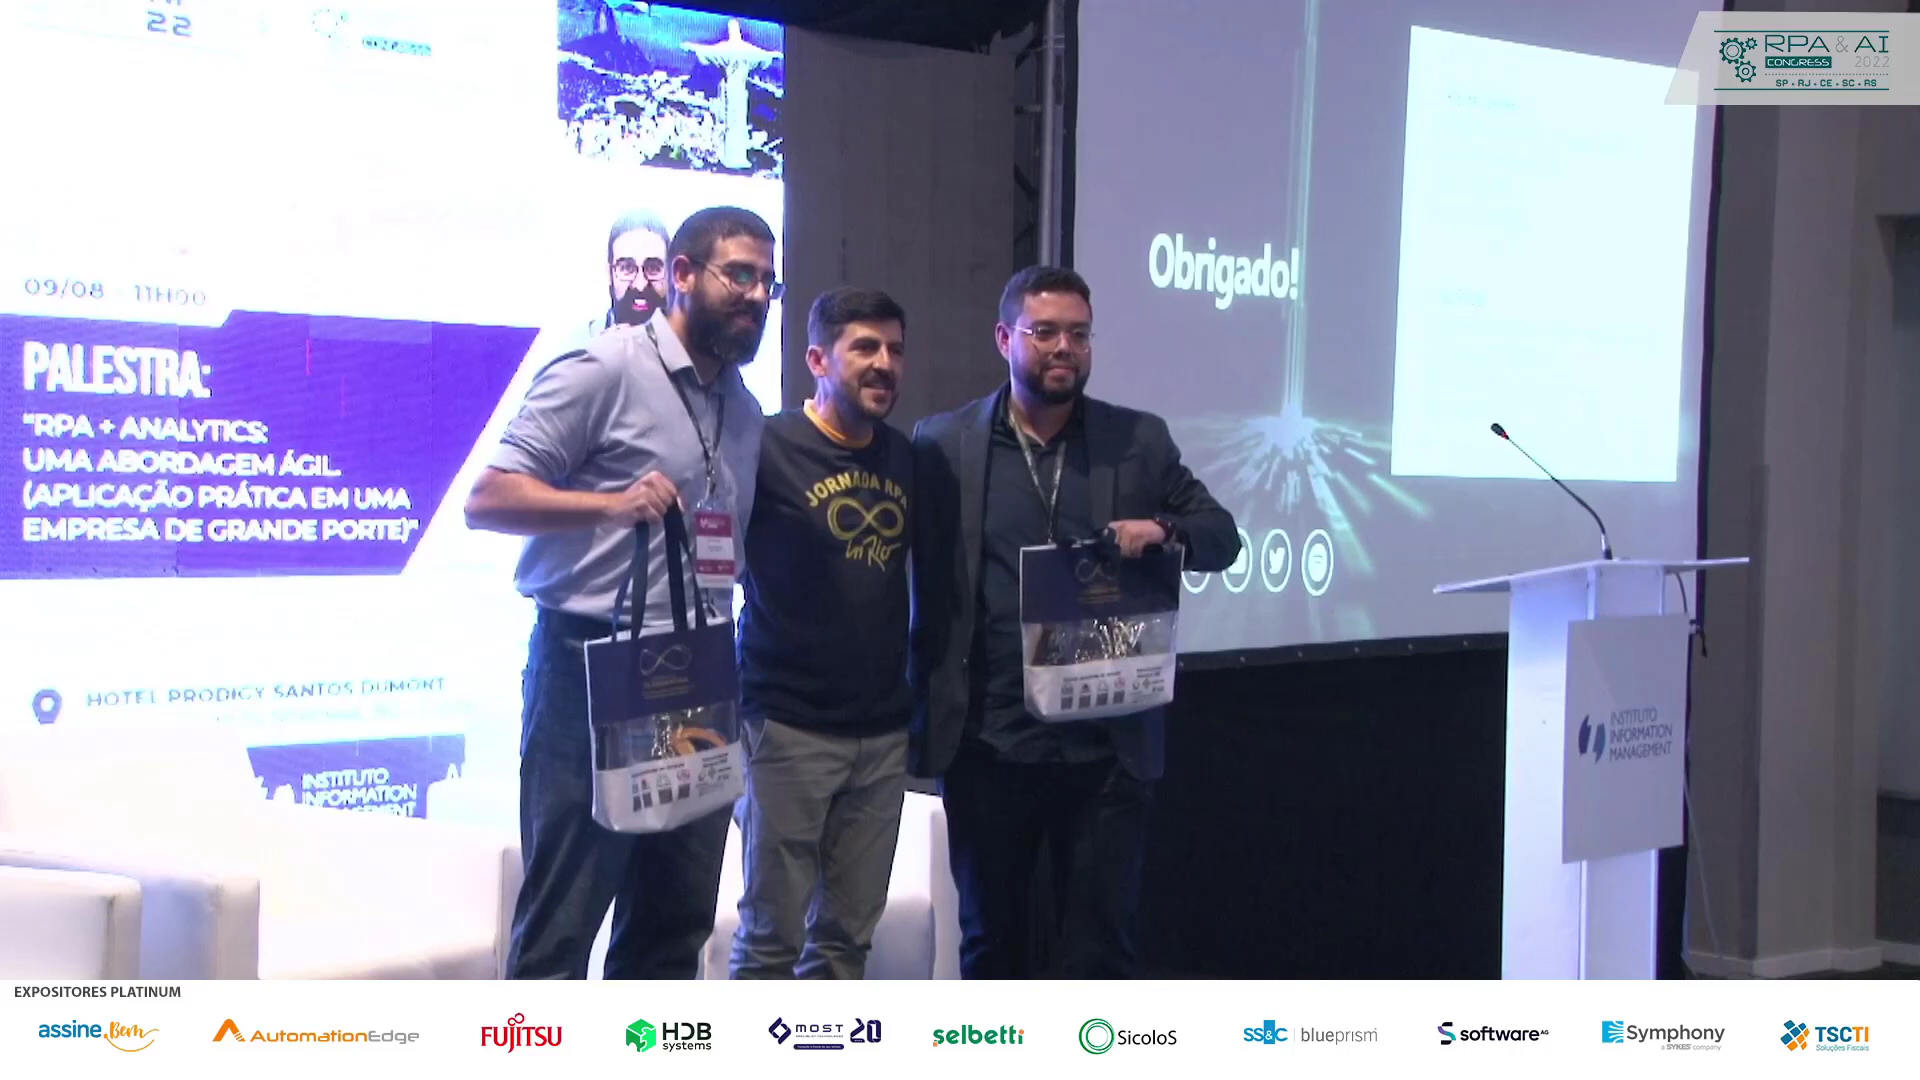 22
CONGRESS
RPA & AI
CONGRESS 2022
SP • RJ • CE • SC • RS
09/08 - 11H00
PALESTRA:
"RPA + ANALYTICS:
UMA ABORDAGEM ÁGIL.
(APLICAÇÃO PRÁTICA EM UMA
EMPRESA DE GRANDE PORTE)"
Obrigado!
JORNADA RPA
in Rio
HOTEL PRODIGY SANTOS DUMONT
INSTITUTO
INFORMATION
MANAGEMENT
INSTITUTO
INFORMATION
MANAGEMENT
EXPOSITORES PLATINUM
assine.Bem
AutomationEdge
FUJITSU
HDB
systems
MOST 20
selbetti
SicoloS
SS&C blueprism
software AG
Symphony
a SYKES company
TSCTI
Soluções Fiscais